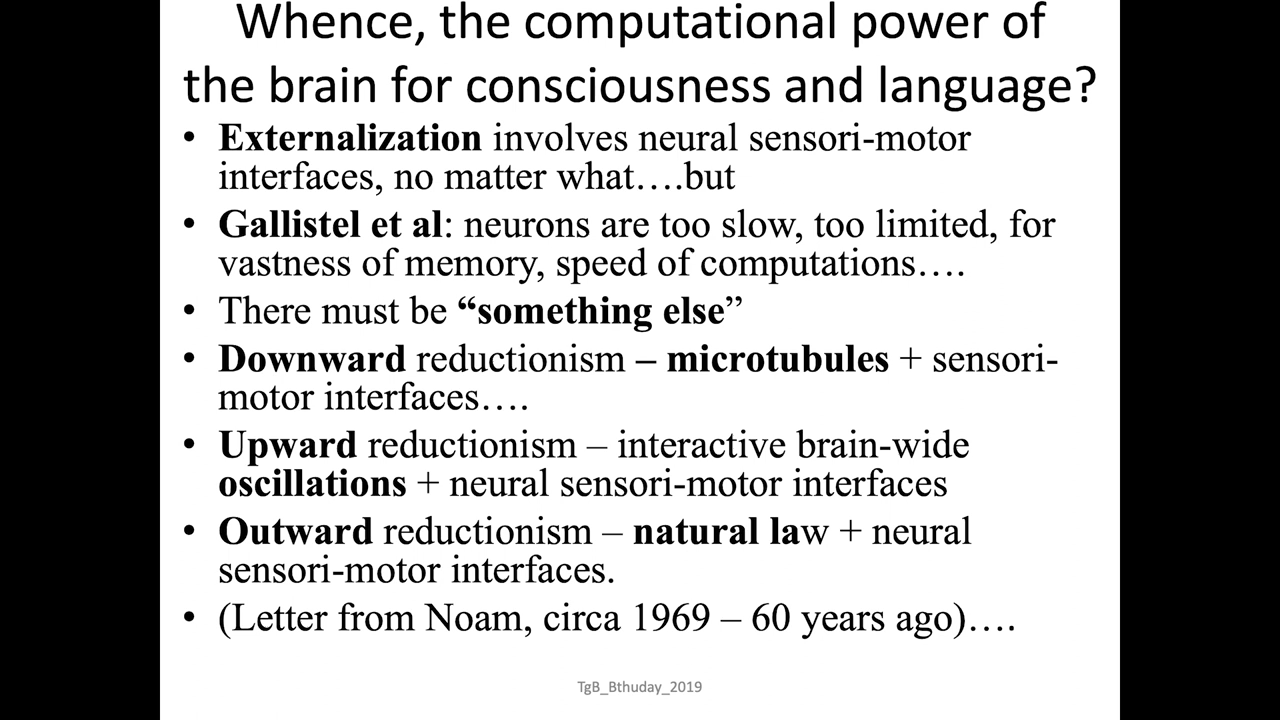 Whence, the computational power of
the brain for consciousness and language?
• Externalization involves neural sensori-motor
interfaces, no matter what….but
• Gallistel et al: neurons are too slow, too limited, for
vastness of memory, speed of computations….
• There must be “something else”
• Downward reductionism – microtubules + sensori-
motor interfaces….
• Upward reductionism – interactive brain-wide
oscillations + neural sensori-motor interfaces
• Outward reductionism – natural law + neural
sensori-motor interfaces.
• (Letter from Noam, circa 1969 – 60 years ago)….
TgB_Bthuday_2019